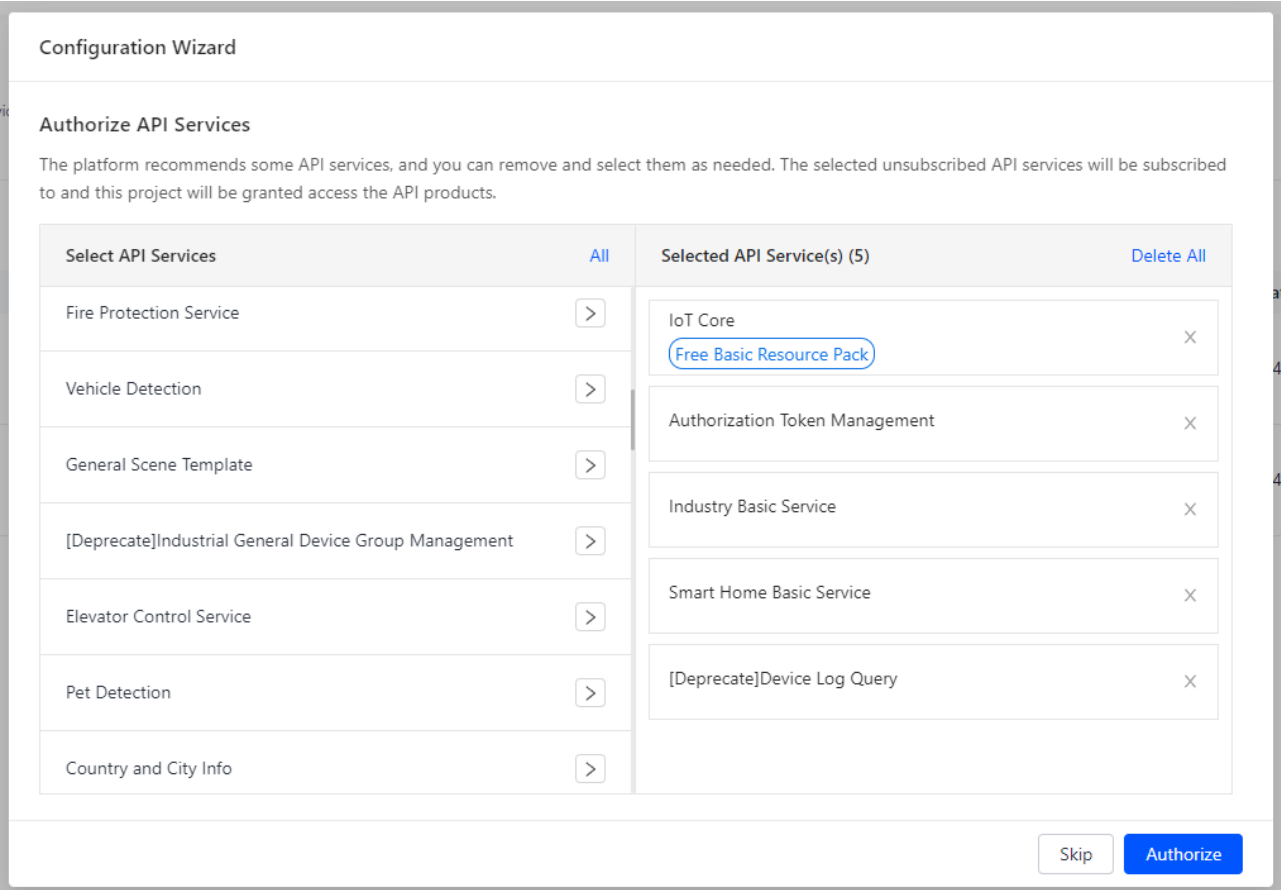 Configuration Wizard
Authorize API Services
The platform recommends some API services, and you can remove and select them as needed. The selected unsubscribed API services will be subscribed
to and this project will be granted access the API products.
Select API Services All
Selected API Service(s) (5) Delete All
Fire Protection Service
Vehicle Detection
General Scene Template
[Deprecate]Industrial General Device Group Management
Elevator Control Service
Pet Detection
Country and City Info
IoT Core
Free Basic Resource Pack
Authorization Token Management
Industry Basic Service
Smart Home Basic Service
[Deprecate]Device Log Query
Skip
Authorize